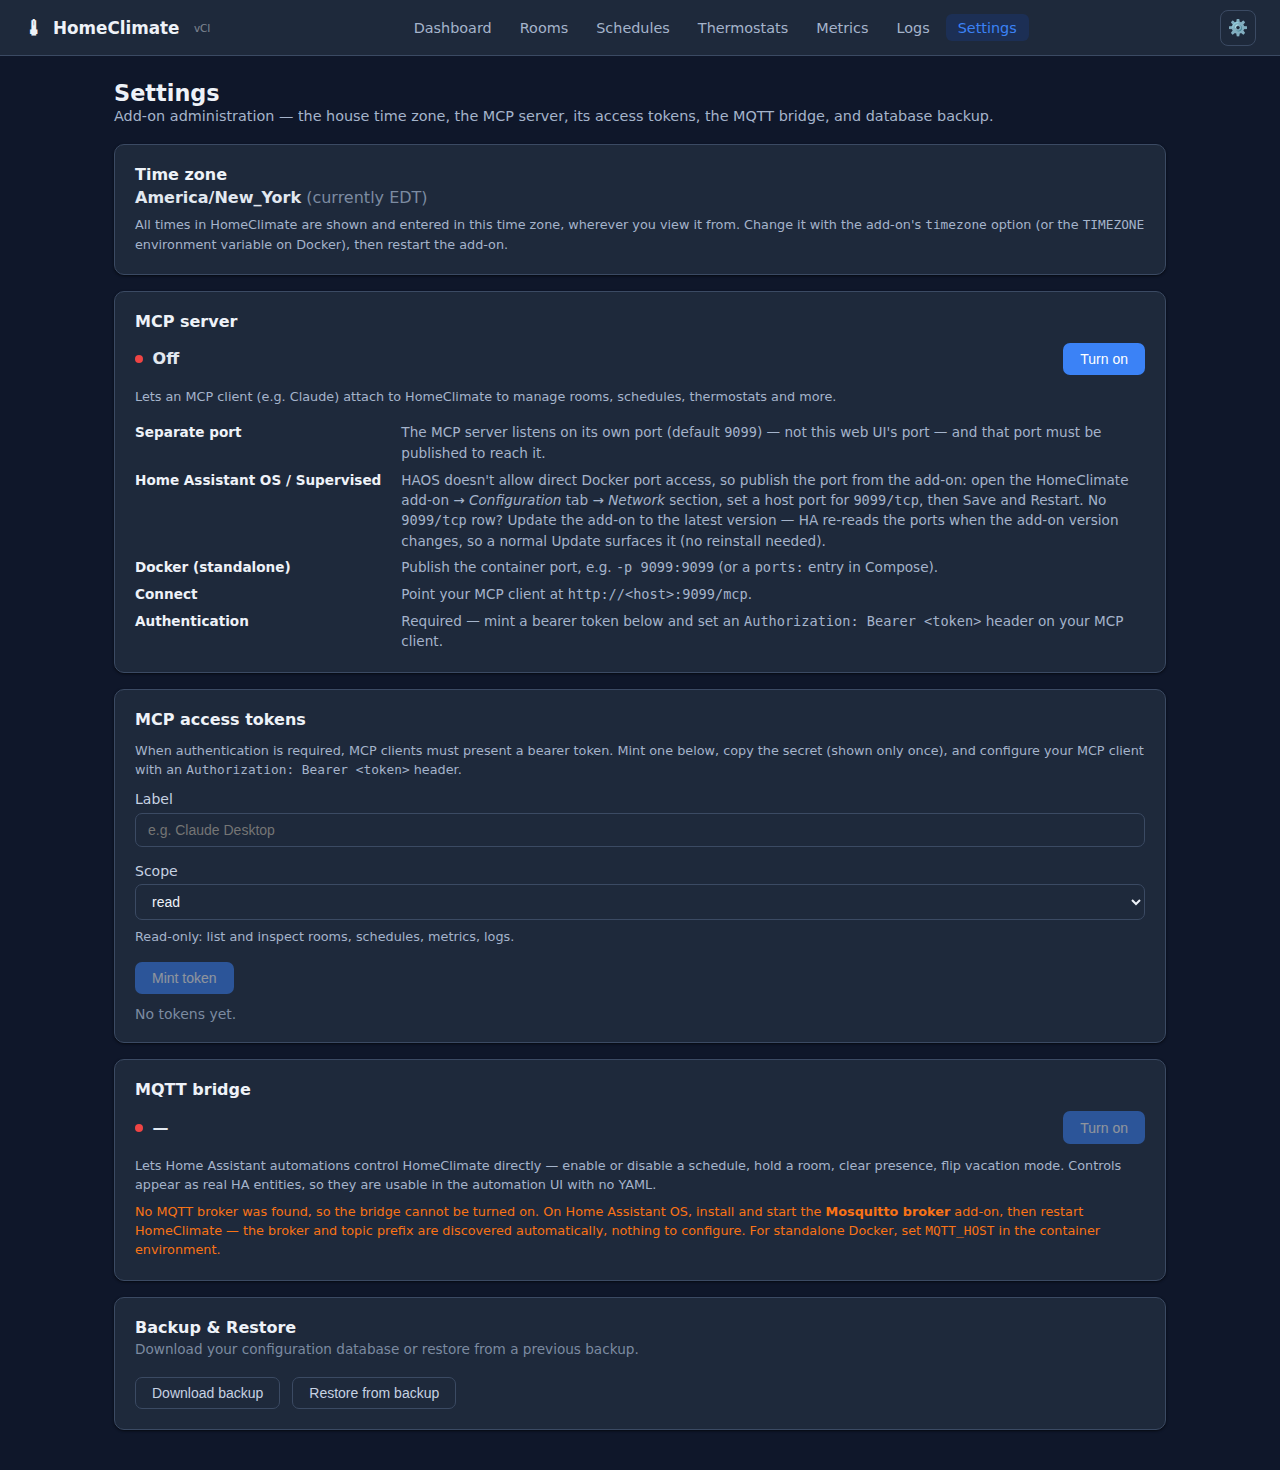 HomeClimate vCI
Dashboard Rooms Schedules Thermostats Metrics Logs Settings
Settings
Add-on administration — the house time zone, the MCP server, its access tokens, the MQTT bridge, and database backup.
Time zone
America/New_York (currently EDT)
All times in HomeClimate are shown and entered in this time zone, wherever you view it from. Change it with the add-on's timezone option (or the TIMEZONE
environment variable on Docker), then restart the add-on.
MCP server
Off
Turn on
Lets an MCP client (e.g. Claude) attach to HomeClimate to manage rooms, schedules, thermostats and more.
Separate port
The MCP server listens on its own port (default 9099) — not this web UI's port — and that port must be
published to reach it.
Home Assistant OS / Supervised
HAOS doesn't allow direct Docker port access, so publish the port from the add-on: open the HomeClimate
add-on → Configuration tab → Network section, set a host port for 9099/tcp, then Save and Restart. No
9099/tcp row? Update the add-on to the latest version — HA re-reads the ports when the add-on version
changes, so a normal Update surfaces it (no reinstall needed).
Docker (standalone)
Publish the container port, e.g. -p 9099:9099 (or a ports: entry in Compose).
Connect
Point your MCP client at http://<host>:9099/mcp.
Authentication
Required — mint a bearer token below and set an Authorization: Bearer <token> header on your MCP
client.
MCP access tokens
When authentication is required, MCP clients must present a bearer token. Mint one below, copy the secret (shown only once), and configure your MCP client
with an Authorization: Bearer <token> header.
Label
e.g. Claude Desktop
Scope
read
Read-only: list and inspect rooms, schedules, metrics, logs.
Mint token
No tokens yet.
MQTT bridge
—
Turn on
Lets Home Assistant automations control HomeClimate directly — enable or disable a schedule, hold a room, clear presence, flip vacation mode. Controls
appear as real HA entities, so they are usable in the automation UI with no YAML.
No MQTT broker was found, so the bridge cannot be turned on. On Home Assistant OS, install and start the Mosquitto broker add-on, then restart
HomeClimate — the broker and topic prefix are discovered automatically, nothing to configure. For standalone Docker, set MQTT_HOST in the container
environment.
Backup & Restore
Download your configuration database or restore from a previous backup.
Download backup
Restore from backup